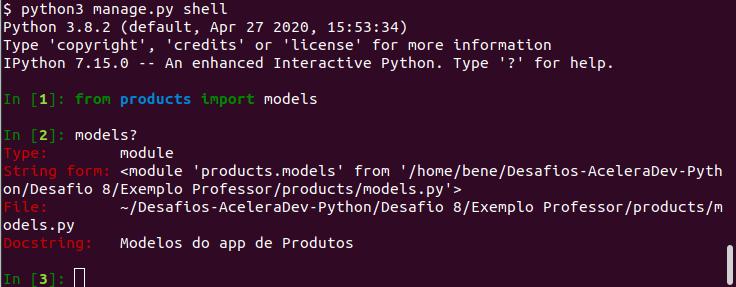 $ python3 manage.py shell
Python 3.8.2 (default, Apr 27 2020, 15:53:34)
Type 'copyright', 'credits' or 'license' for more information
IPython 7.15.0 -- An enhanced Interactive Python. Type '?' for help.
In [1]: from products import models
In [2]: models?
Type:        module
String form: <module 'products.models' from '/home/bene/Desafios-AceleraDev-Pyth
on/Desafio 8/Exemplo Professor/products/models.py'>
File:        ~/Desafios-AceleraDev-Python/Desafio 8/Exemplo Professor/products/m
odels.py
Docstring:   Modelos do app de Produtos
In [3]: